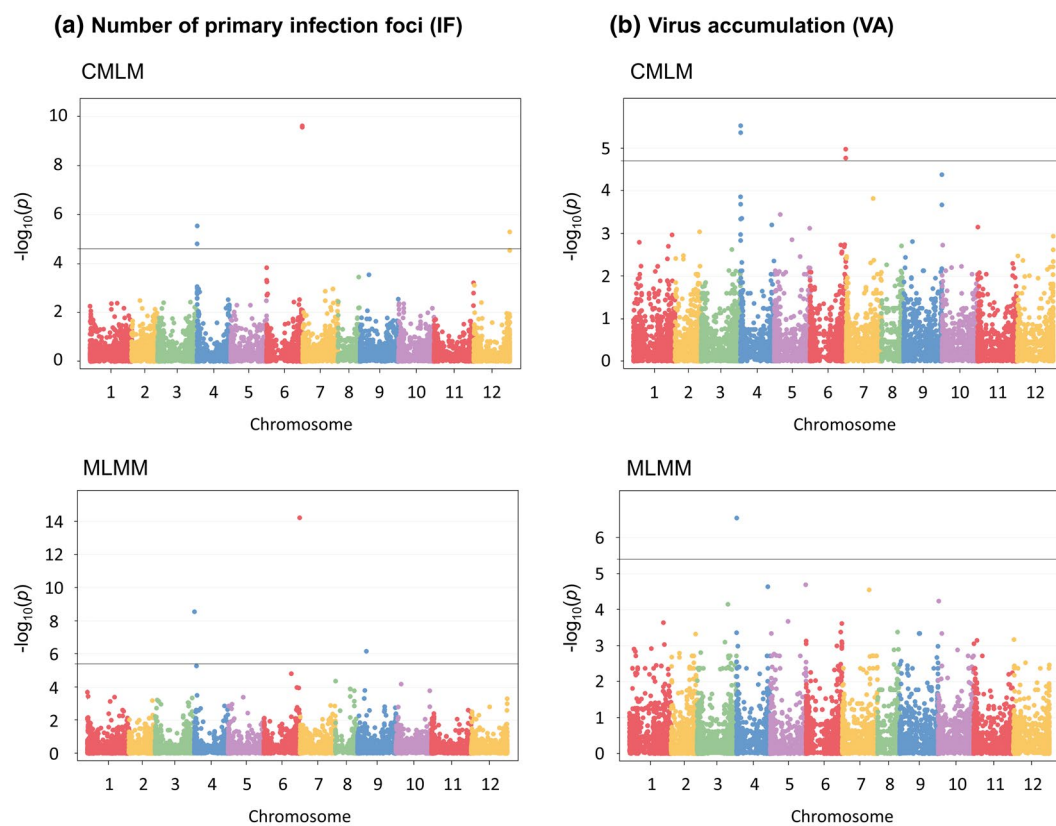 (a) Number of primary infection foci (IF)
(b) Virus accumulation (VA)
CMLM
10
8
6
4
2
0
-log10(p)
1 2 3 4 5 6 7 8 9 10 11 12
Chromosome
CMLM
5
4
3
2
1
0
-log10(p)
1 2 3 4 5 6 7 8 9 10 11 12
Chromosome
MLMM
14
12
10
8
6
4
2
0
-log10(p)
1 2 3 4 5 6 7 8 9 10 11 12
Chromosome
MLMM
6
5
4
3
2
1
0
-log10(p)
1 2 3 4 5 6 7 8 9 10 11 12
Chromosome